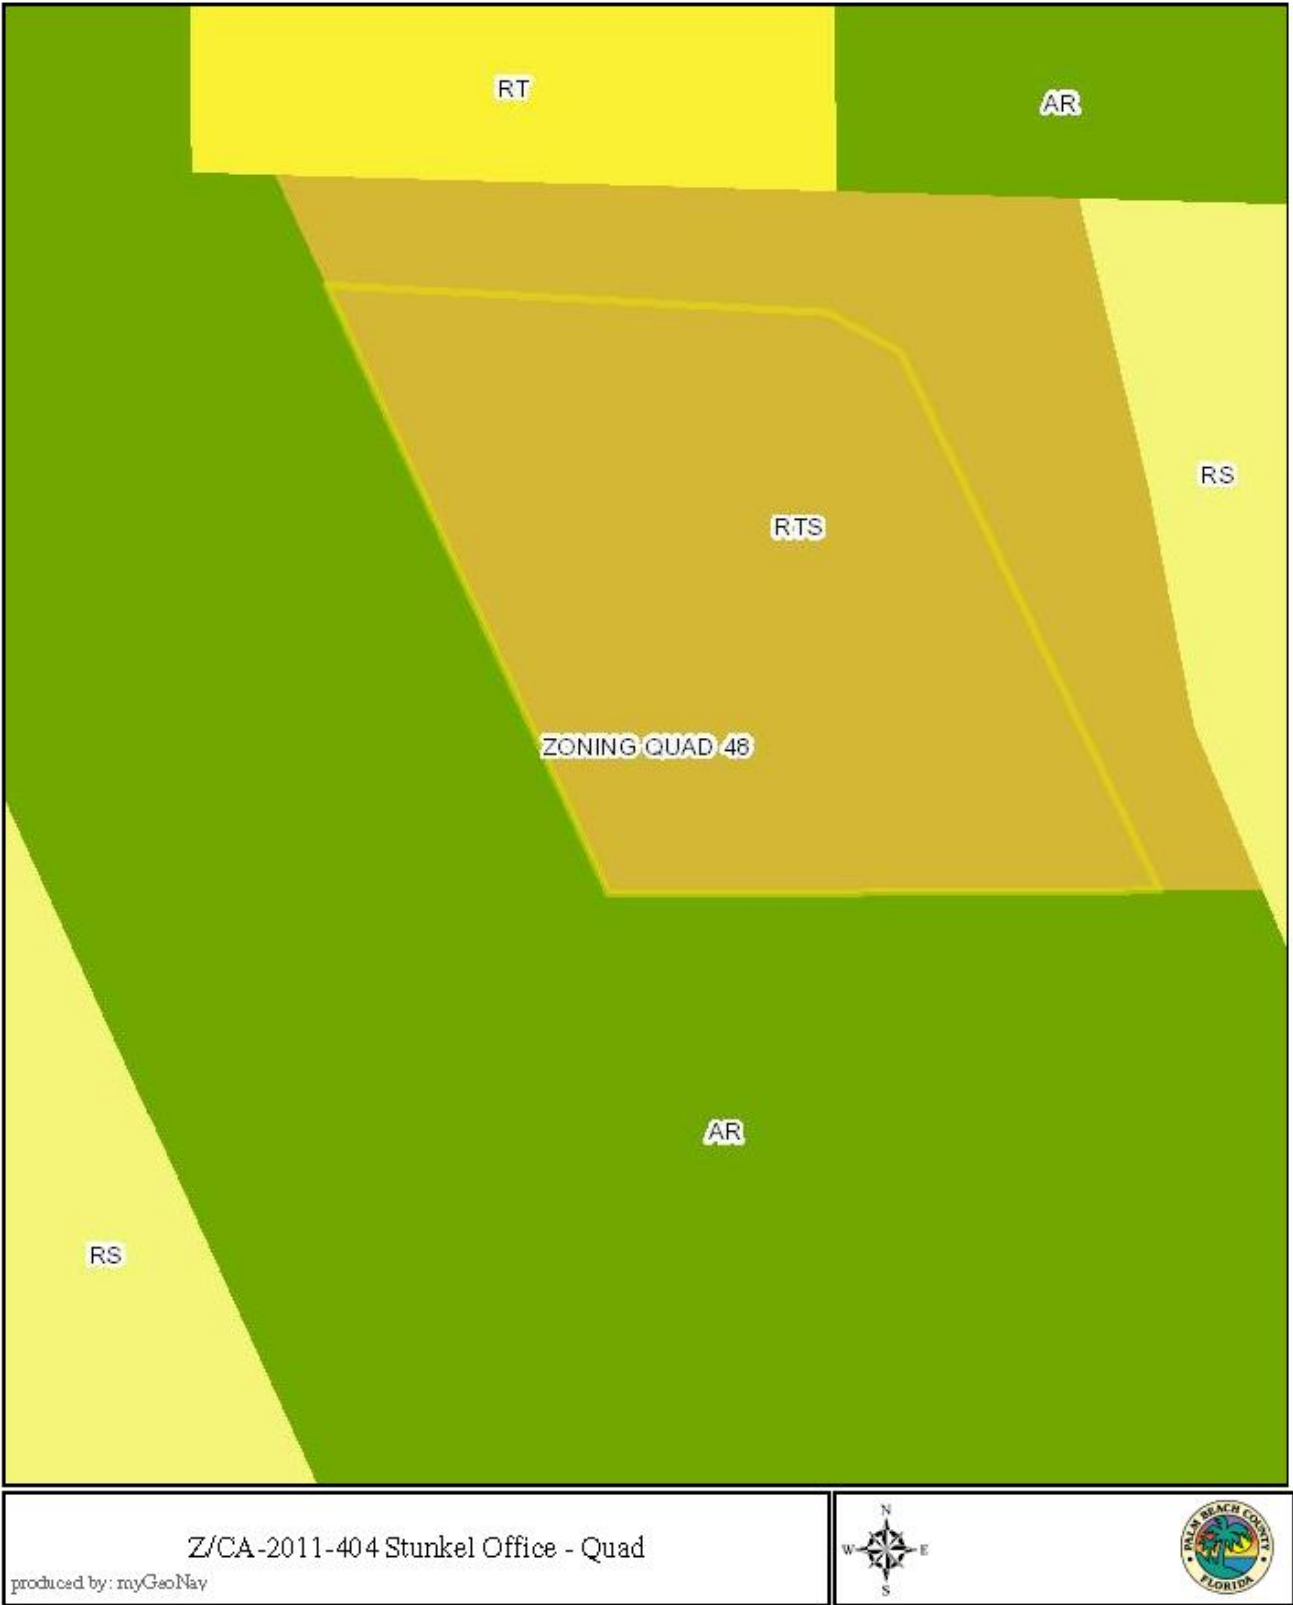 RT
AR
RS
RTS
ZONING QUAD 48
AR
RS
Z/CA-2011-404 Stunkel Office - Quad
produced by: myGeoNav
N
W E
S
PALM BEACH COUNTY
FLORIDA